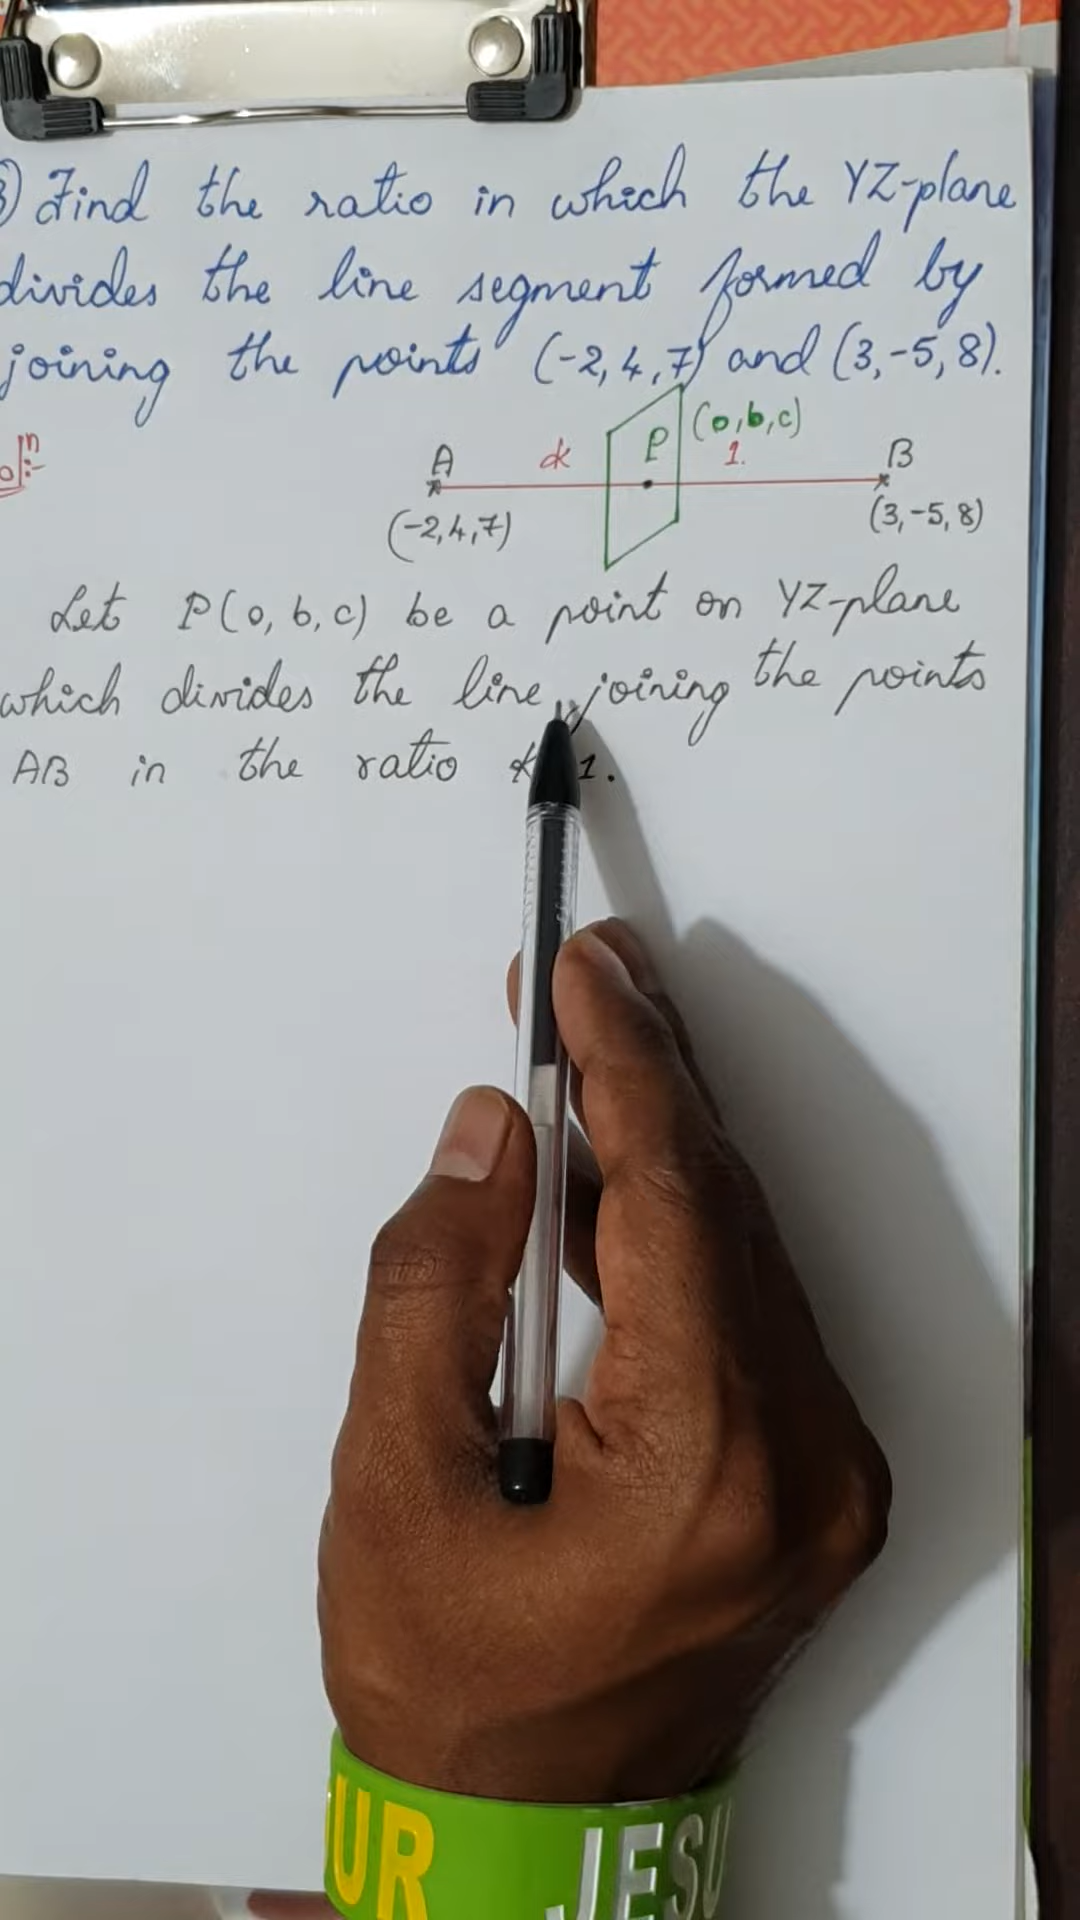 3) Find the ratio in which the YZ-plane
divides the line segment formed by
joining the points (-2,4,7) and (3,-5,8).
Solⁿ:-
A k P (0,b,c) 1. B
(-2,4,7) (3,-5,8)
Let P(0,b,c) be a point on YZ-plane
which divides the line joining the points
AB in the ratio k 1.
UR JESU